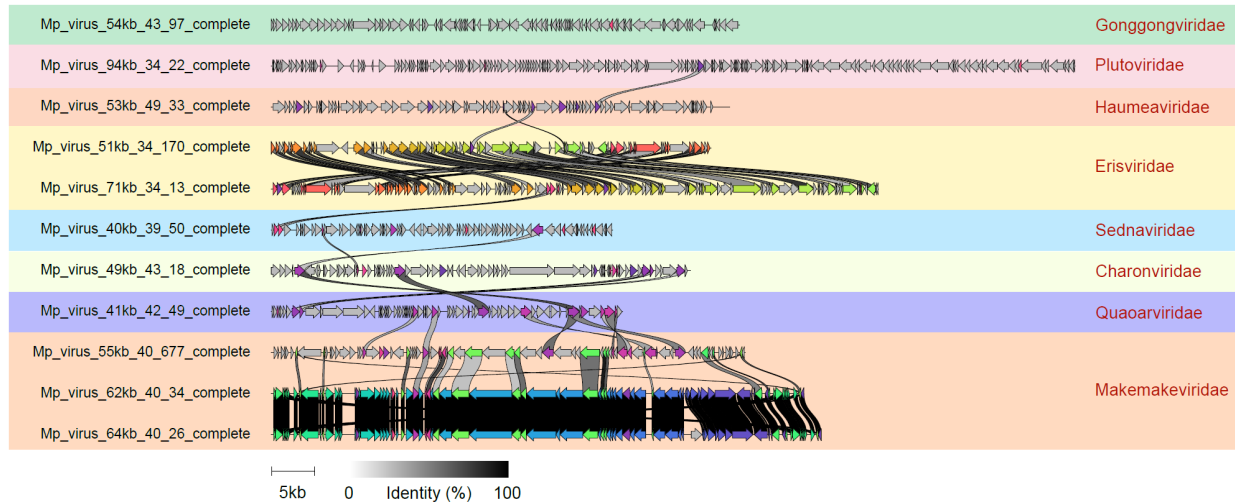 Mp_virus_54kb_43_97_complete Gonggongviridae
Mp_virus_94kb_34_22_complete Plutoviridae
Mp_virus_53kb_49_33_complete Haumeaviridae
Mp_virus_51kb_34_170_complete
Erisviridae
Mp_virus_71kb_34_13_complete
Mp_virus_40kb_39_50_complete Sednaviridae
Mp_virus_49kb_43_18_complete Charonviridae
Mp_virus_41kb_42_49_complete Quaoarviridae
Mp_virus_55kb_40_677_complete
Mp_virus_62kb_40_34_complete Makemakeviridae
Mp_virus_64kb_40_26_complete
5kb 0 Identity (%) 100